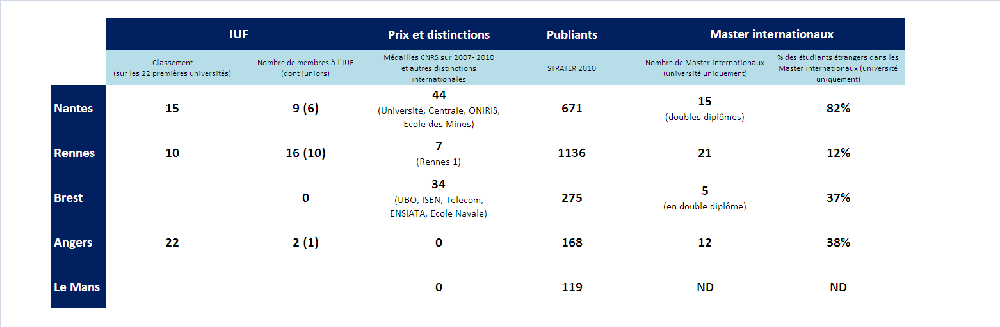 IUF Prix et distinctions Publiants Master internationaux
Classement
(sur les 22 premières universités)
Nombre de membres à l'IUF
(dont juniors)
Médailles CNRS sur 2007- 2010
et autres distinctions
internationales
STRATER 2010
Nombre de Master internationaux
(université uniquement)
% des étudiants étrangers dans les
Master internationaux (université
uniquement)
Nantes 15 9 (6) 44 671 15 82%
(Université, Centrale, ONIRIS,
Ecole des Mines)
(doubles diplômes)
Rennes 10 16 (10) 7 1136 21 12%
(Rennes 1)
Brest 0 34 275 5 37%
(UBO, ISEN, Telecom,
ENSIATA, Ecole Navale)
(en double diplôme)
Angers 22 2 (1) 0 168 12 38%
Le Mans 0 119 ND ND